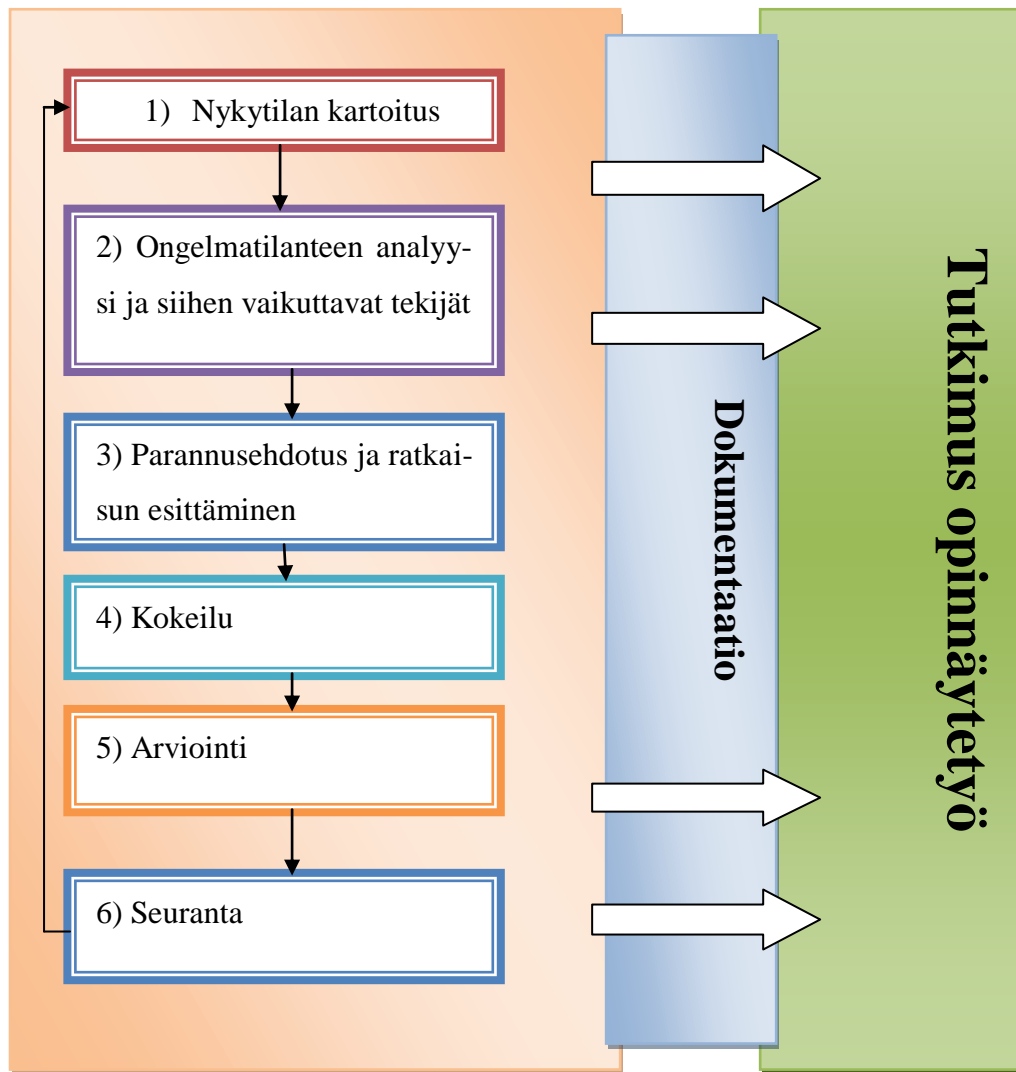 1) Nykytilan kartoitus
2) Ongelmatilanteen analyy-
si ja siihen vaikuttavat tekijät
3) Parannusehdotus ja ratkai-
sun esittäminen
4) Kokeilu
5) Arviointi
6) Seuranta
Dokumentaatio
Tutkimus opinnäytetyö